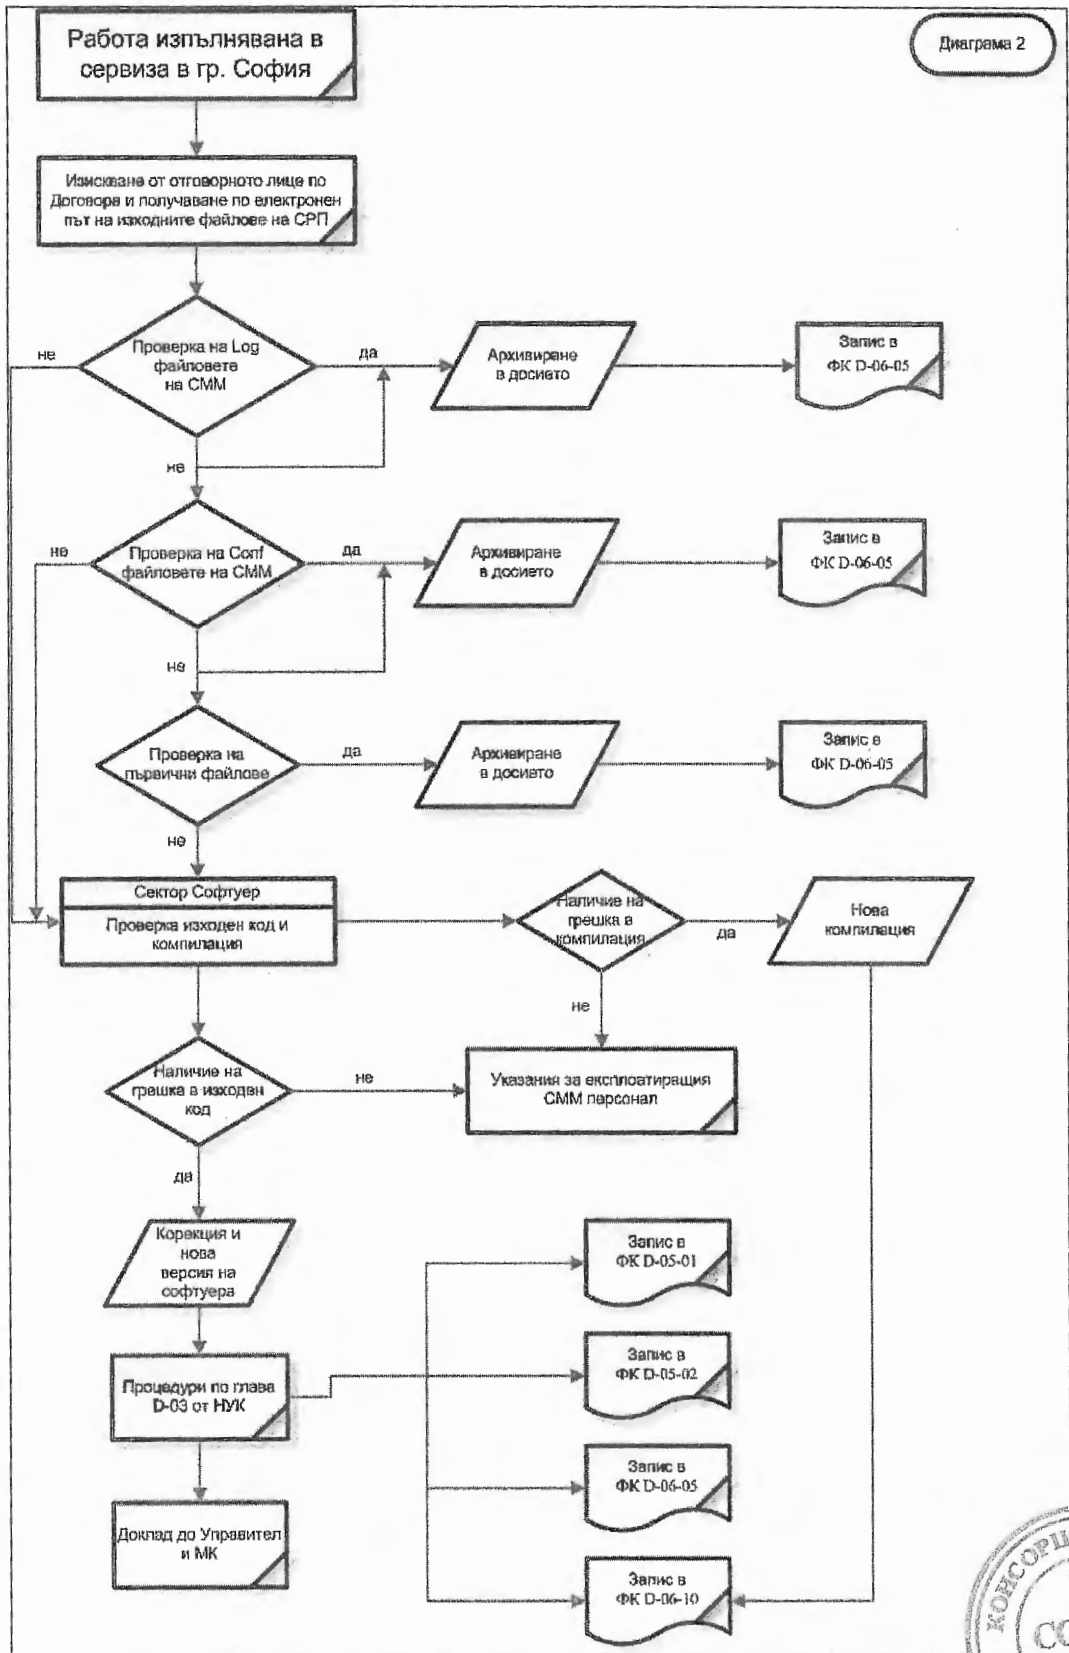 Работа изпълнявана в
сервиза в гр. София
Диаграма 2
Изискване от отговорното лице по
Договора и получаване по електронен
път на изходните файлове на СРП
не
Проверка на Log
файловете
на СММ
да
Архивиране
в досието
Запис в
ФК D-06-05
не
не
Проверка на Conf
файловете на СММ
да
Архивиране
в досието
Запис в
ФК D-06-05
не
Проверка на
първични файлове
да
Архивиране
в досието
Запис в
ФК D-06-05
не
Сектор Софтуер
Проверка изходен код и
компилация
Наличие на
грешка в
компилация
да
Нова
компилация
не
Наличие на
грешка в изходен
код
не
Указания за експлоатиращия
СММ персонал
да
Корекция и
нова
версия на
софтуера
Запис в
ФК D-05-01
Процедури по глава
D-03 от НУК
Запис в
ФК D-05-02
Запис в
ФК D-06-05
Доклад до Управител
и МК
Запис в
ФК D-06-10
КОНСОРЦ
СО